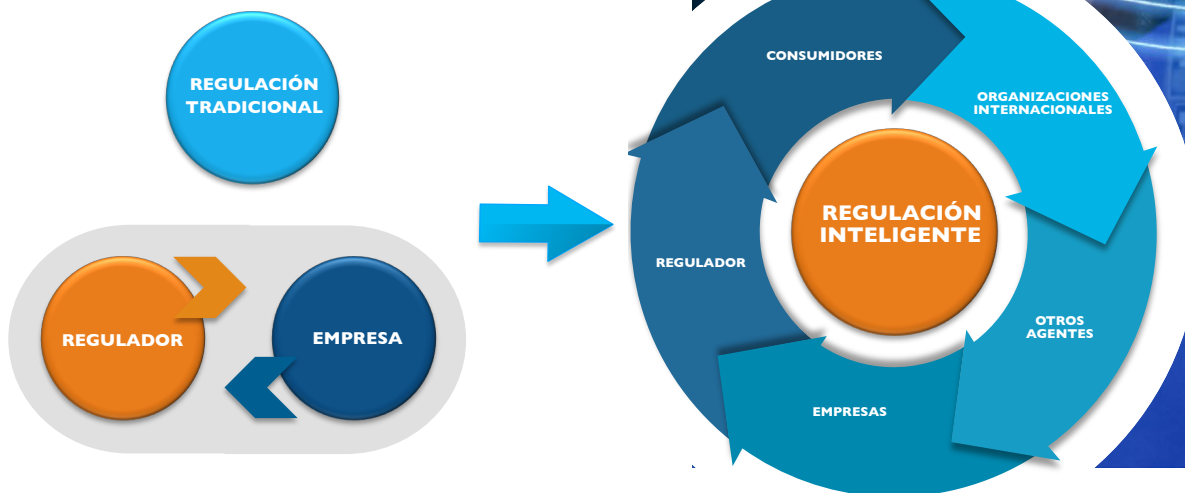 REGULACIÓN
TRADICIONAL
REGULADOR
EMPRESA
CONSUMIDORES
ORGANIZACIONES
INTERNACIONALES
REGULACIÓN
INTELIGENTE
REGULADOR
OTROS
AGENTES
EMPRESAS